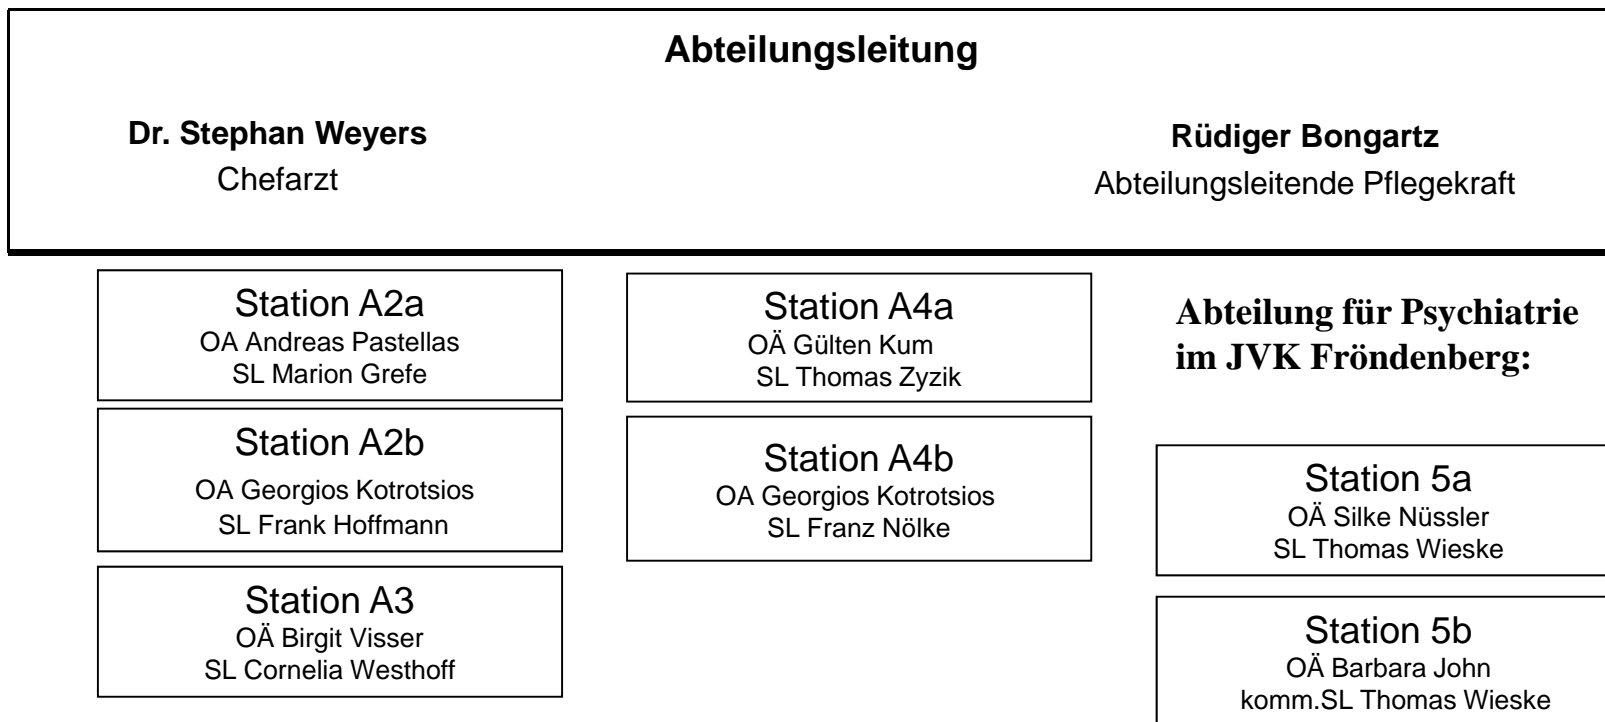 Abteilungsleitung
Dr. Stephan Weyers
Chefarzt
Rüdiger Bongartz
Abteilungsleitende Pflegekraft
Station A2a
OA Andreas Pastellas
SL Marion Grefe
Station A2b
OA Georgios Kotrotsios
SL Frank Hoffmann
Station A3
OÄ Birgit Visser
SL Cornelia Westhoff
Station A4a
OÄ Gülten Kum
SL Thomas Zyzik
Station A4b
OA Georgios Kotrotsios
SL Franz Nölke
Abteilung für Psychiatrie
im JVK Fröndenberg:
Station 5a
OÄ Silke Nüssler
SL Thomas Wieske
Station 5b
OÄ Barbara John
komm.SL Thomas Wieske